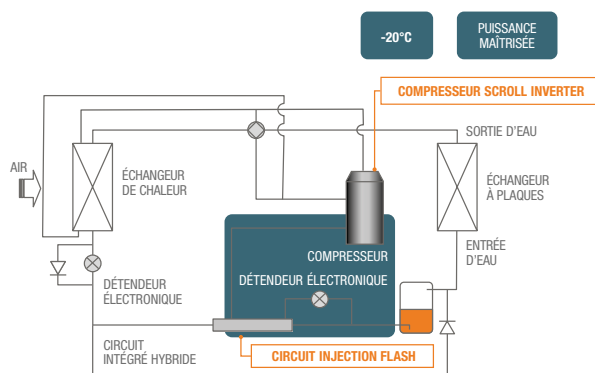 -20°C
PUISSANCE
MAÎTRISÉE
COMPRESSEUR SCROLL INVERTER
SORTIE D'EAU
AIR
ÉCHANGEUR
DE CHALEUR
ÉCHANGEUR
À PLAQUES
COMPRESSEUR
ENTRÉE
D'EAU
DÉTENDEUR ÉLECTRONIQUE
DÉTENDEUR
ÉLECTRONIQUE
CIRCUIT
INTÉGRÉ HYBRIDE
CIRCUIT INJECTION FLASH